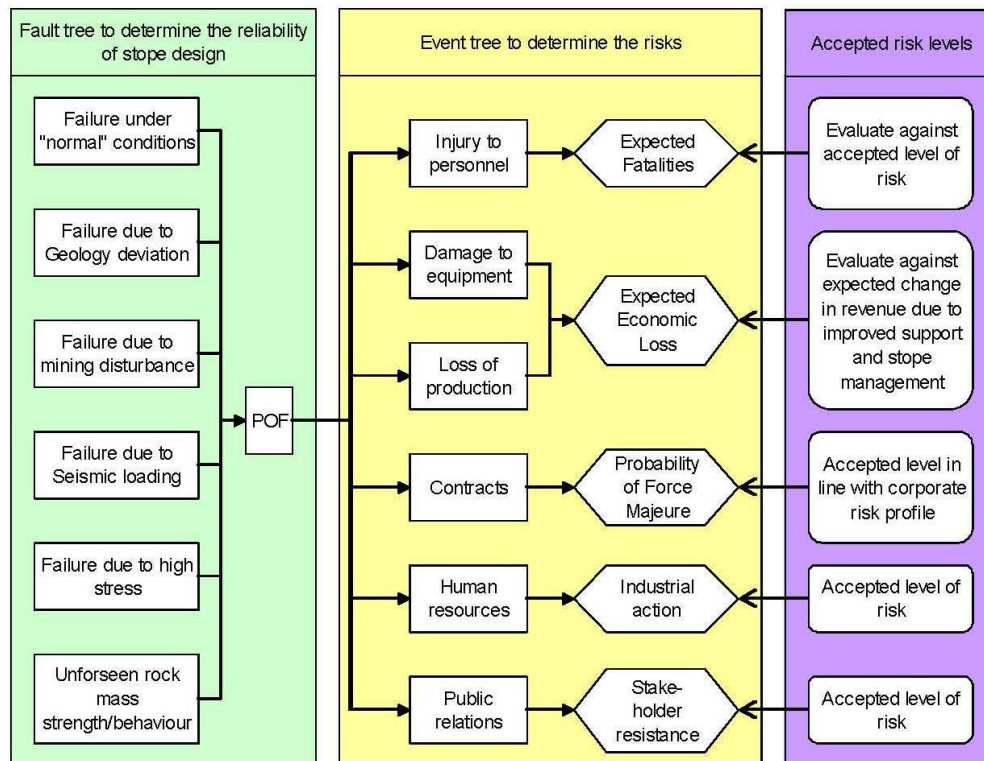 Fault tree to determine the reliability
of stope design
Failure under
"normal" conditions
Failure due to
Geology deviation
Failure due to
mining disturbance
Failure due to
Seismic loading
Failure due to high
stress
Unforseen rock
mass
strength/behaviour
POF
Event tree to determine the risks
Injury to
personnel
Expected
Fatalities
Damage to
equipment
Loss of
production
Expected
Economic
Loss
Contracts
Probability
of Force
Majeure
Human
resources
Industrial
action
Public
relations
Stake-
holder
resistance
Accepted risk levels
Evaluate against
accepted level of
risk
Evaluate against
expected change
in revenue due to
improved support
and stope
management
Accepted level in
line with corporate
risk profile
Accepted level of
risk
Accepted level of
risk